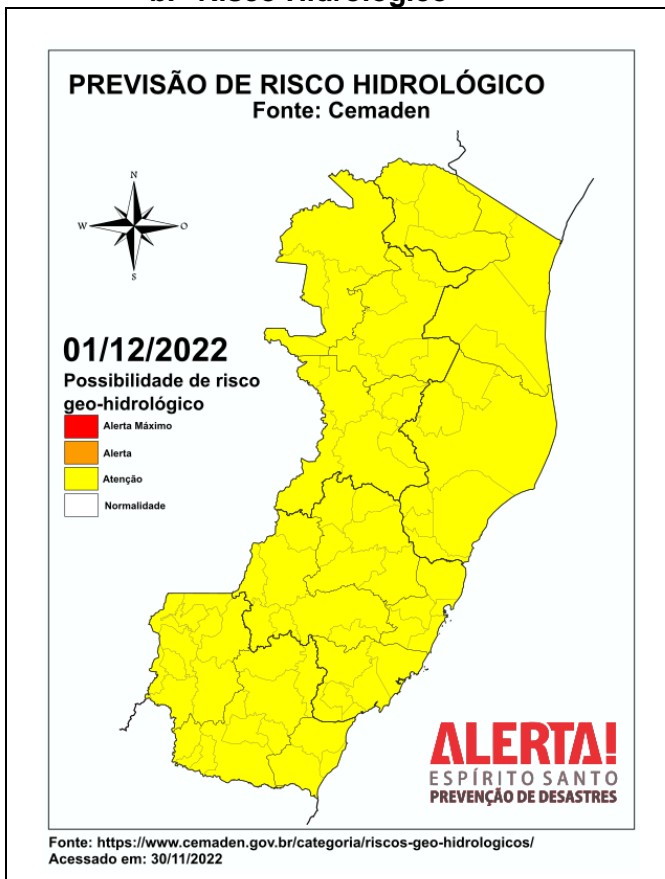 b. Risco Hidrológico
PREVISÃO DE RISCO HIDROLÓGICO
Fonte: Cemaden
N
W
O
S
01/12/2022
Possibilidade de risco
geo-hidrológico
Alerta Máximo
Alerta
Atenção
Normalidade
ALERTA!
ESPÍRITO SANTO
PREVENÇÃO DE DESASTRES
Fonte: https://www.cemaden.gov.br/categoria/riscos-geo-hidrologicos/
Acessado em: 30/11/2022